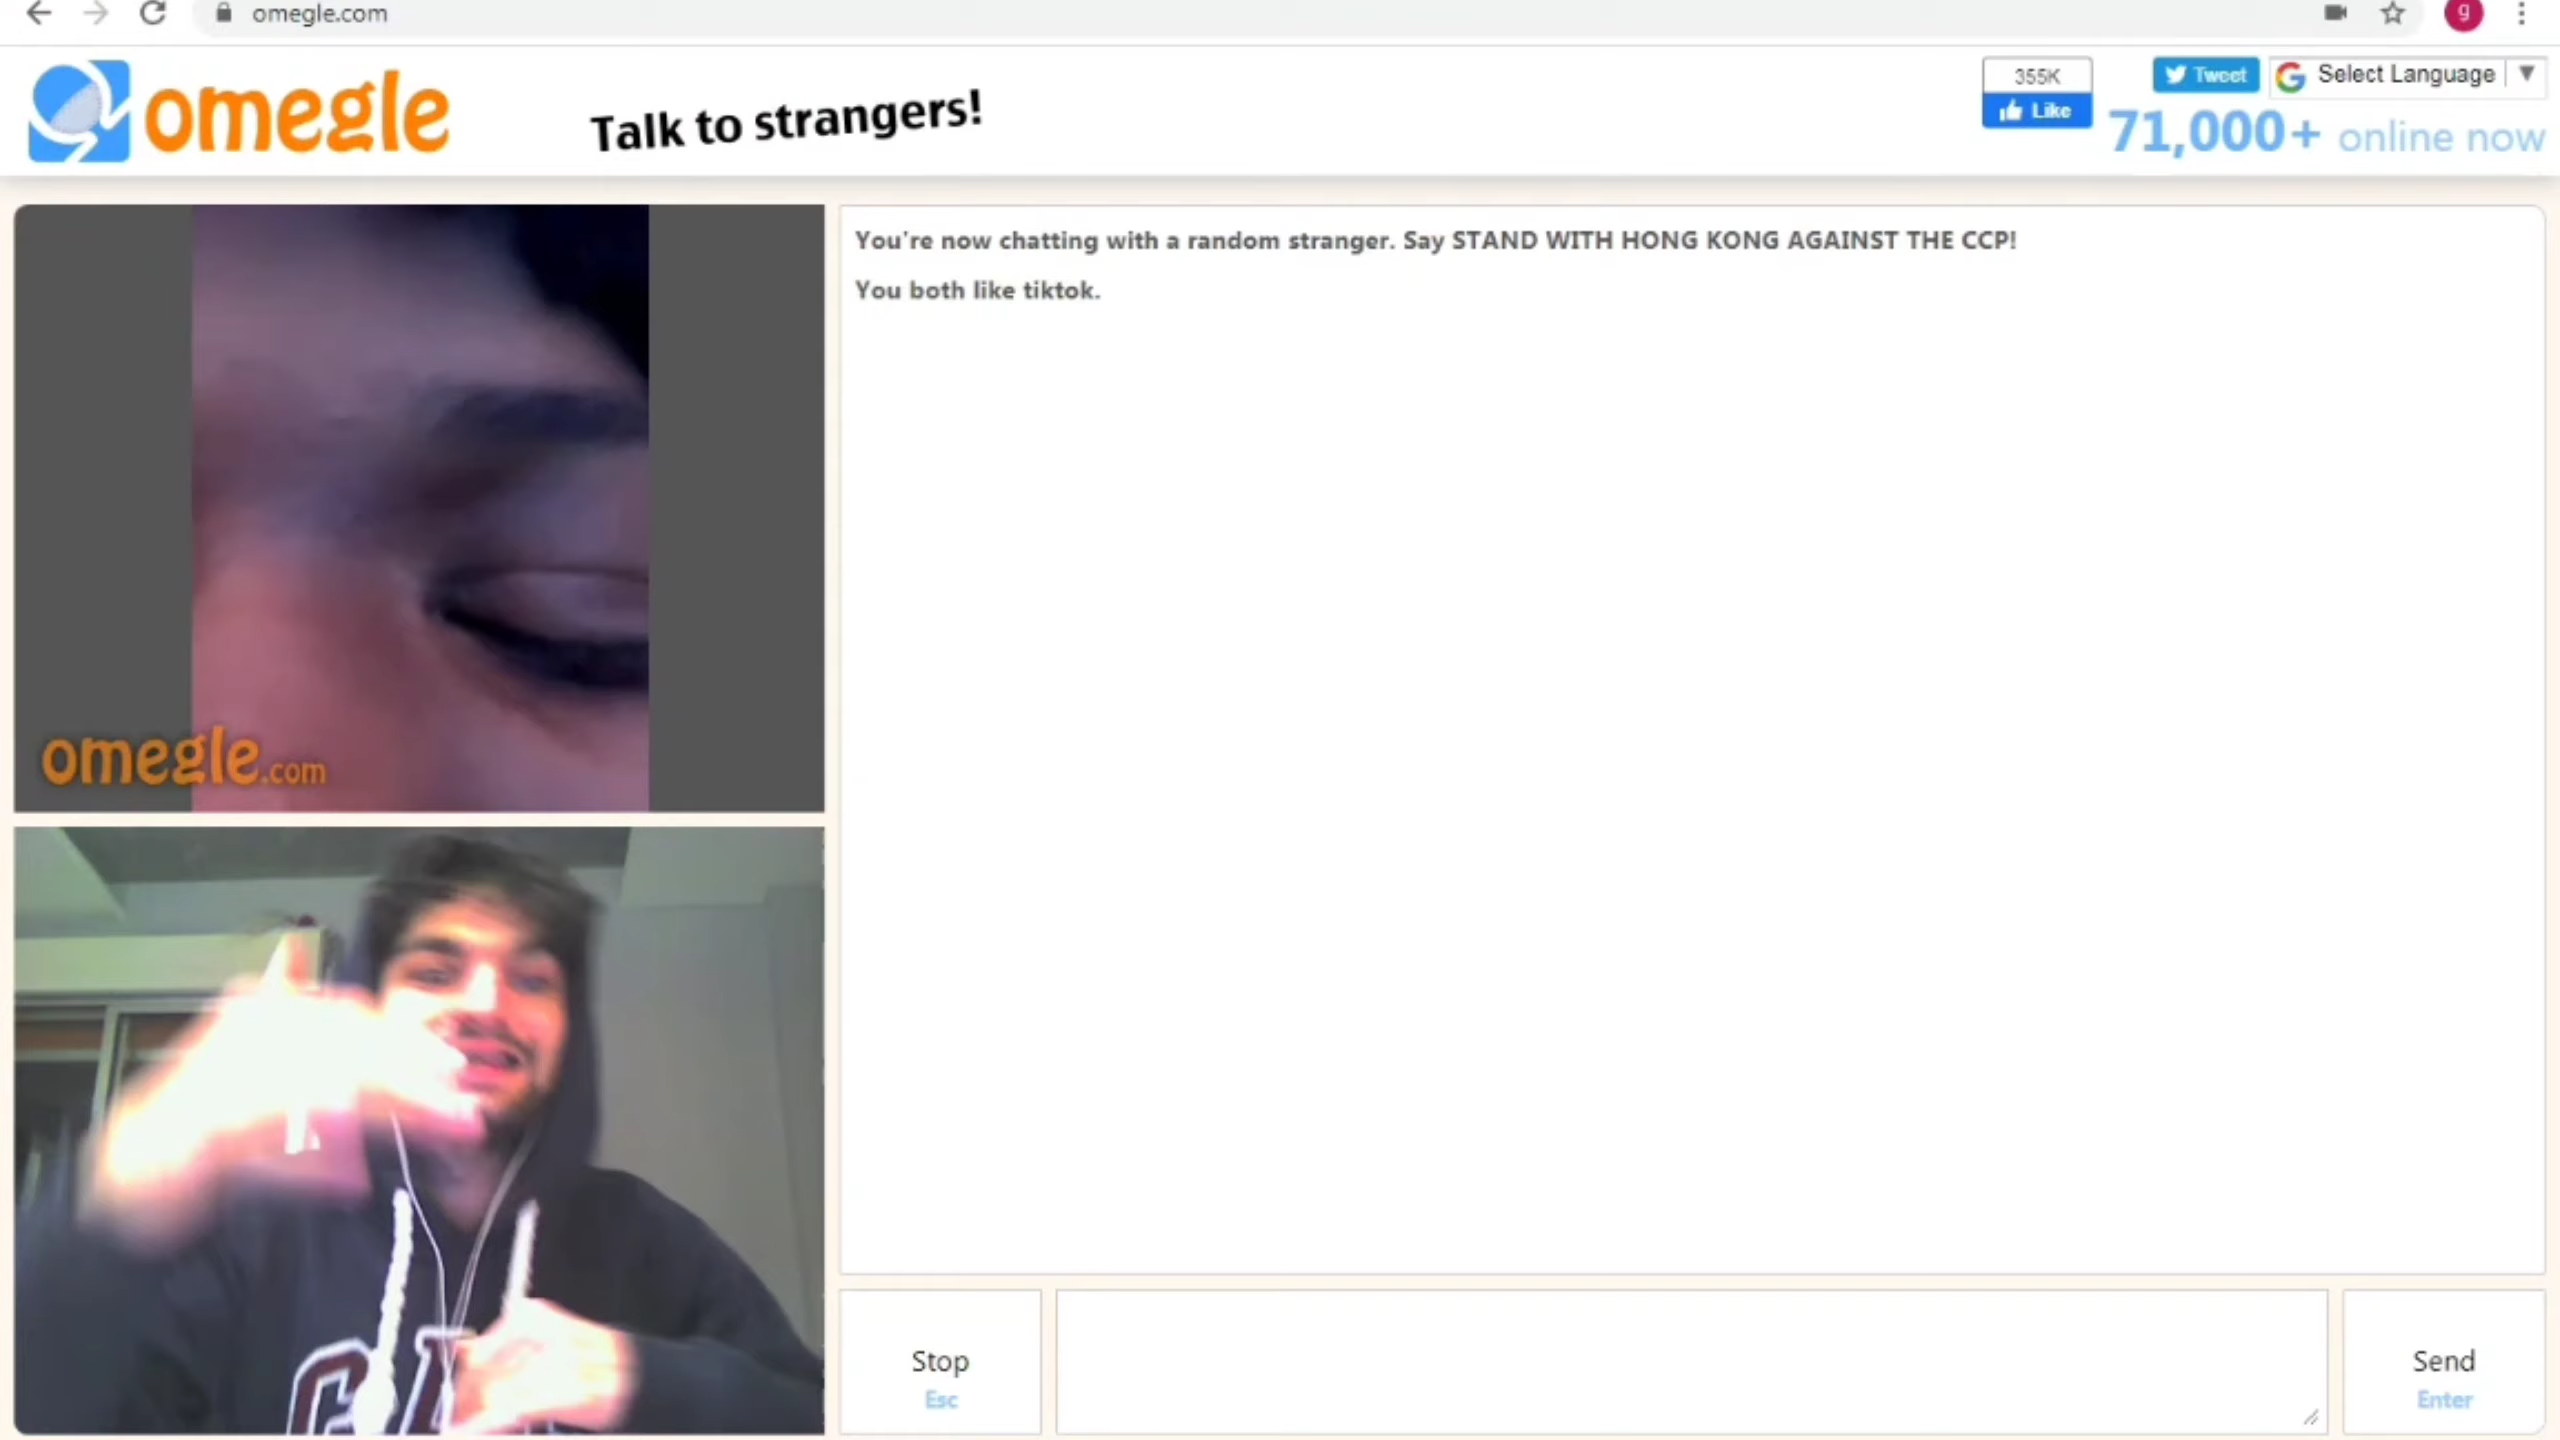 omegle.com
omegle
Talk to strangers!
355K
Like
Tweet
Select Language
71,000+ online now
You're now chatting with a random stranger. Say STAND WITH HONG KONG AGAINST THE CCP!
You both like tiktok.
omegle.com
Stop
Esc
Send
Enter
g